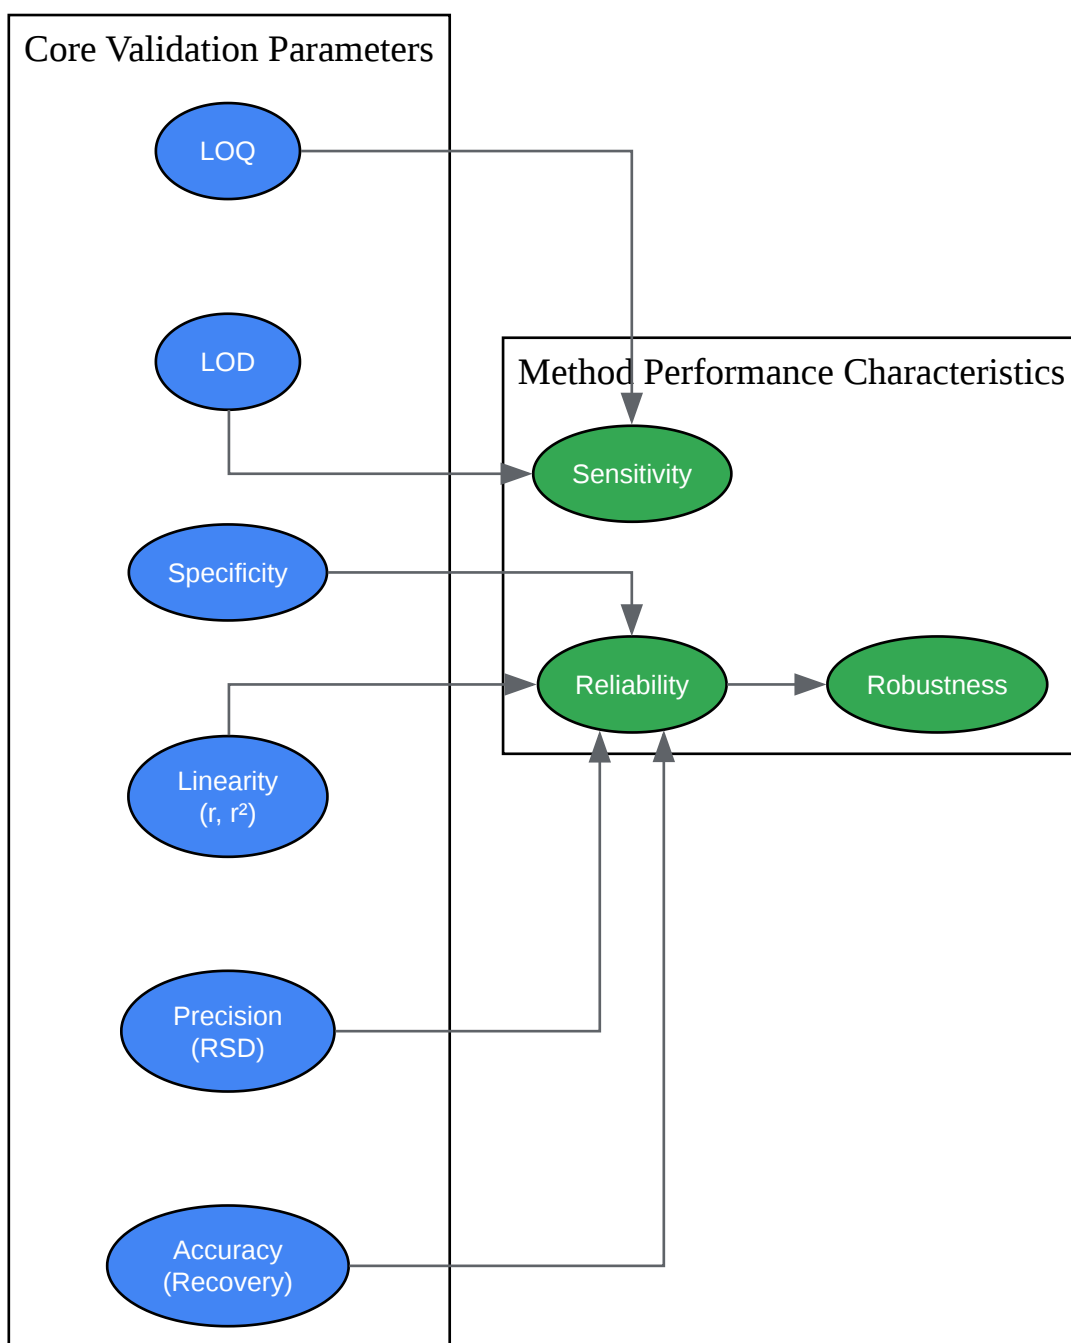 Core Validation Parameters
LOQ
LOD
Specificity
Linearity
(r, r²)
Precision
(RSD)
Accuracy
(Recovery)
Method Performance Characteristics
Sensitivity
Reliability
Robustness